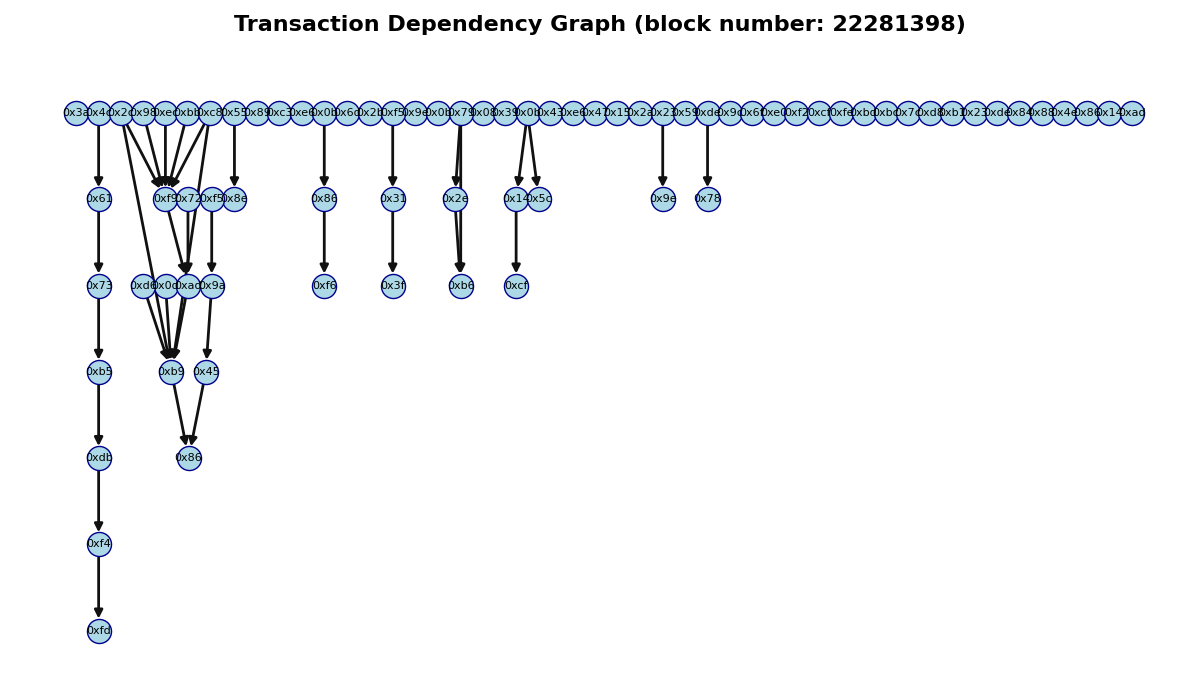 Transaction Dependency Graph (block number: 22281398)
0x3a 0x4c 0x2c 0x98 0xec 0xbb 0xc8 0x55 0x89 0xc3 0xe6 0x0b 0x6c 0x2b 0xf5 0x9e 0x0b 0x79 0x08 0x39 0x0b 0x43 0xe6 0x47 0x15 0x2a 0x23 0x59 0xde 0x9c 0x6f 0xe0 0xf2 0xcf 0xfe 0xbd 0xbc 0x7c 0xd8 0xb1 0x23 0xde 0x84 0x88 0x4e 0x86 0x14 0xad
0x61 0xf9 0x72 0xf5 0x8e 0x86 0x31 0x2e 0x14 0x5c 0x9e 0x78
0x73 0xd6 0x0c 0xad 0x9a 0xf6 0x3f 0xb6 0xcf
0xb5 0xb9 0x45
0xdb 0x86
0xf4
0xfd